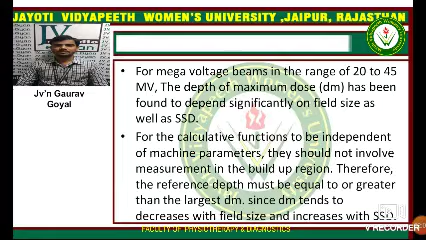 JAYOTI VIDYAPEETH WOMEN'S UNIVERSITY ,JAIPUR, RAJASTHAN
Jv'n Gaurav
Goyal
• For mega voltage beams in the range of 20 to 45
MV, The depth of maximum dose (dm) has been
found to depend significantly on field size as
well as SSD.
• For the calculative functions to be independent
of machine parameters, they should not involve
measurement in the build up region. Therefore,
the reference depth must be equal to or greater
than the largest dm. since dm tends to
decreases with field size and increases with SSD.
V RECORDER
FACULTY OF PHYSIOTHERAPY & DIAGNOSTICS